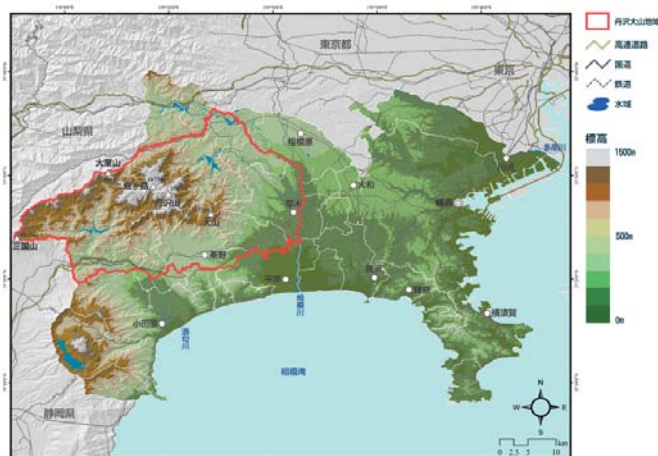 東京都
東京
山梨県
相模原
多摩川
大室山
大和
蛭ヶ岳
丹沢山
厚木
大山
横浜
三国山
秦野
平塚
藤沢
鎌倉
相模川
横須賀
小田原
酒匂川
相模湾
静岡県
N
W
E
S
0 2.5 5 10
km
丹沢大山地域
高速道路
国道
鉄道
水域
標高
1500m
500m
0m